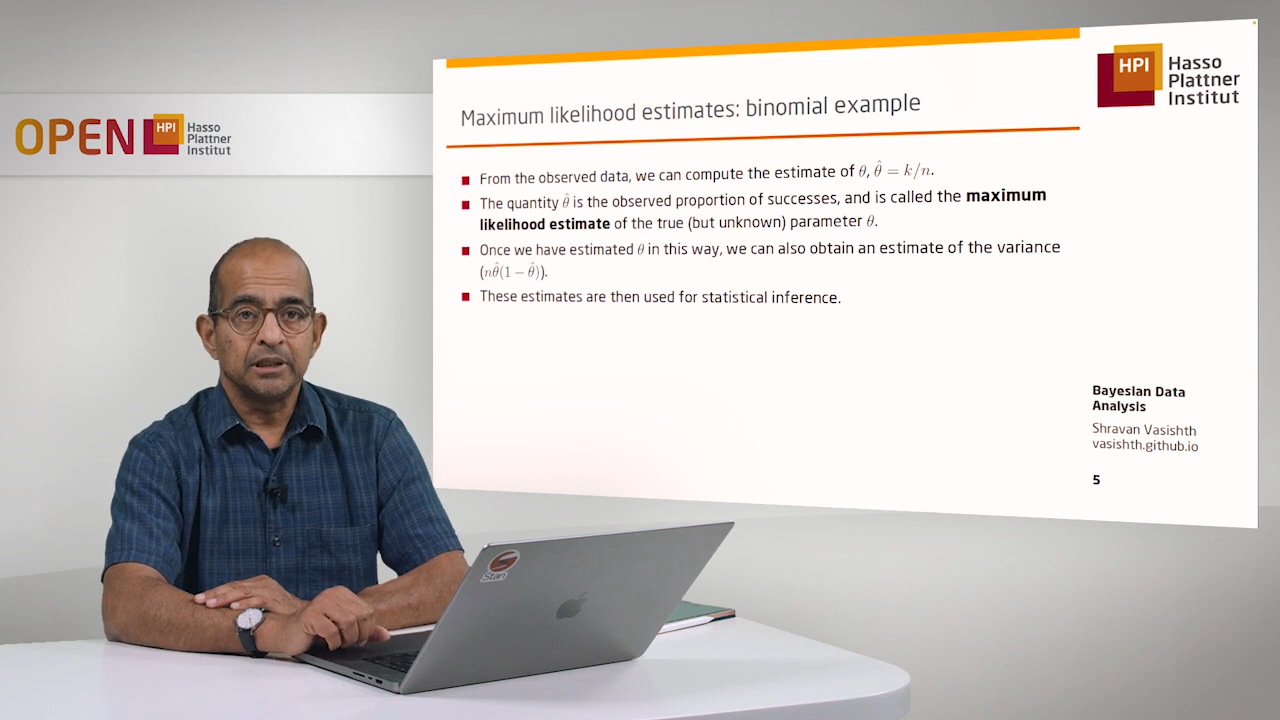 OPEN
HPI
Hasso
Plattner
Institut
Maximum likelihood estimates: binomial example
HPI
Hasso
Plattner
Institut
From the observed data, we can compute the estimate of θ, θ̂ = k/n.
The quantity θ̂ is the observed proportion of successes, and is called the maximum
likelihood estimate of the true (but unknown) parameter θ.
Once we have estimated θ in this way, we can also obtain an estimate of the variance
(nθ̂(1 − θ̂)).
These estimates are then used for statistical inference.
Bayesian Data
Analysis
Shravan Vasishth
vasishth.github.io
5
Stan